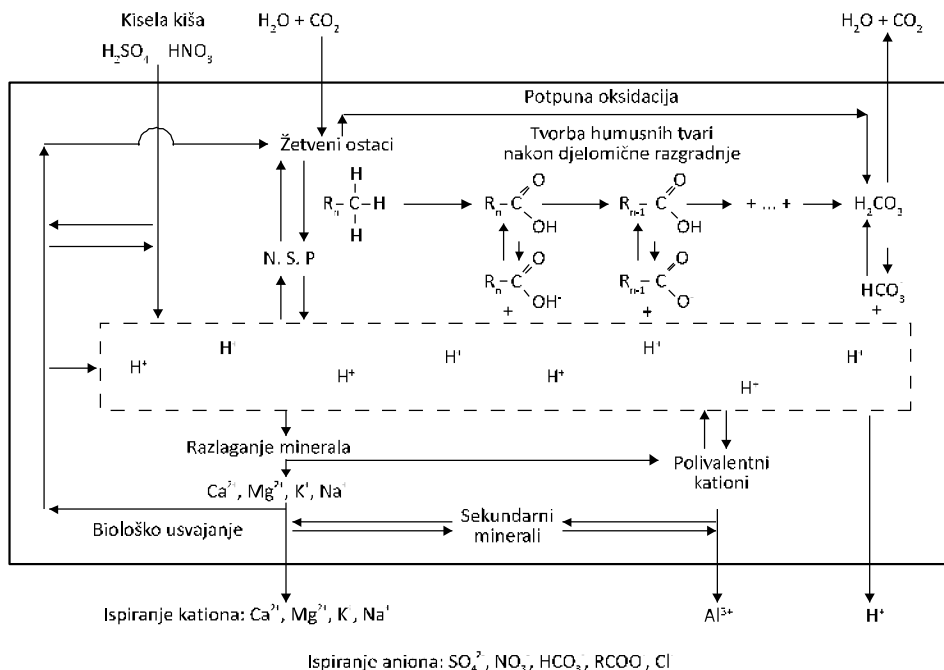 Kisela kiša
H₂SO₄ HNO₃
H₂O + CO₂
H₂O + CO₂
Potpuna oksidacija
Žetveni ostaci
Tvorba humusnih tvari
nakon djelomične razgradnje
H
Rₙ – C – H
H
Rₙ – C
O
OH
Rₙ₋₁ – C
O
OH
+ ... +
H₂CO₃
N. S. P
Rₙ – C
O
OH⁻
+
Rₙ₋₁ – C
O
O⁻
+
HCO₃⁻
+
H⁺ H⁺ H⁺ H⁺ H⁺ H⁺ H⁺ H⁺
Razlaganje minerala
Ca²⁺, Mg²⁺, K⁺, Na⁺
Polivalentni
kationi
Biološko usvajanje
Sekundarni
minerali
Ispiranje kationa: Ca²⁺, Mg²⁺, K⁺, Na⁺
Al³⁺
H⁺
Ispiranje aniona: SO₄²⁻, NO₃⁻, HCO₃⁻, RCOO⁻, Cl⁻